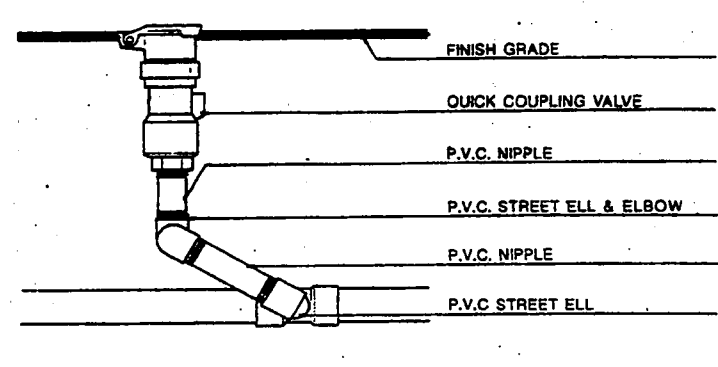 FINISH GRADE
QUICK COUPLING VALVE
P.V.C. NIPPLE
P.V.C. STREET ELL & ELBOW
P.V.C. NIPPLE
P.V.C STREET ELL